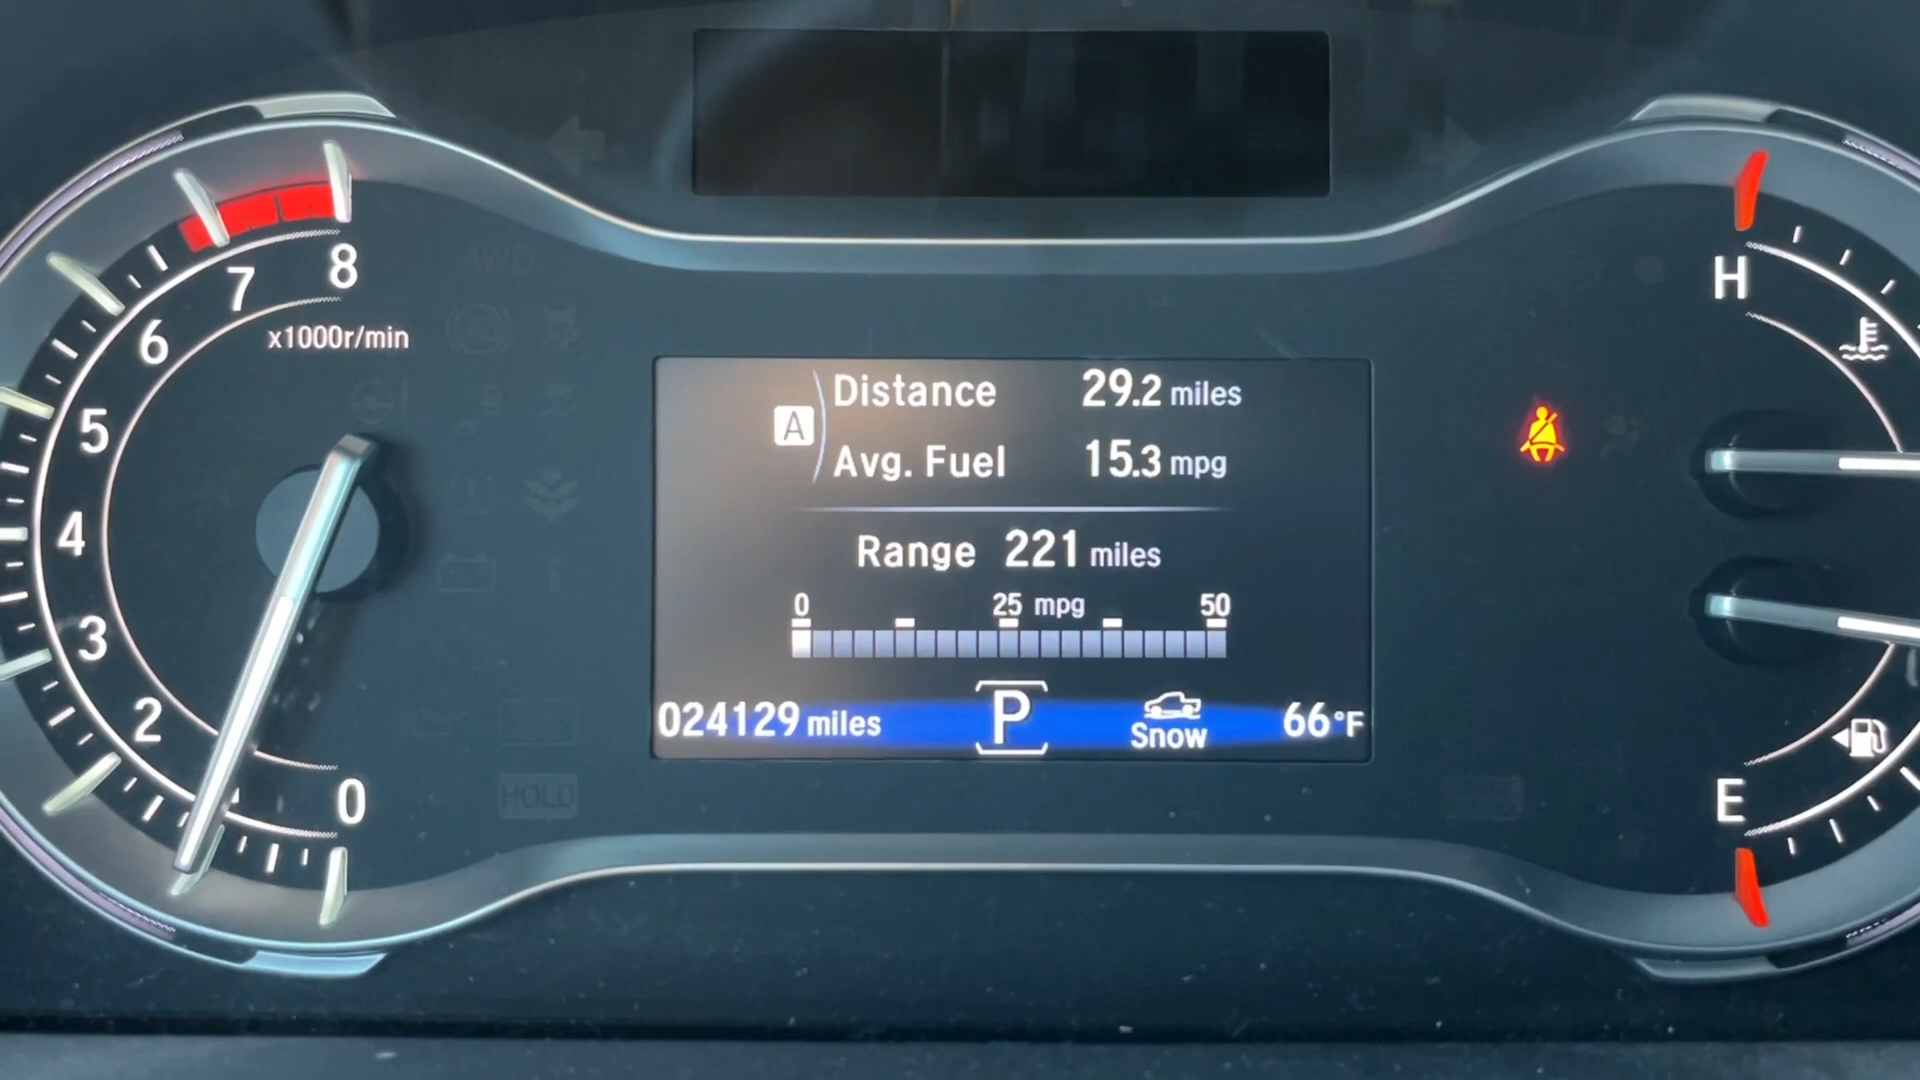 8
7
6
5
4
3
2
0
x1000r/min
AWD
HOLD
A
Distance 29.2 miles
Avg. Fuel 15.3 mpg
Range 221 miles
0 25 mpg 50
024129 miles P Snow 66°F
H
E